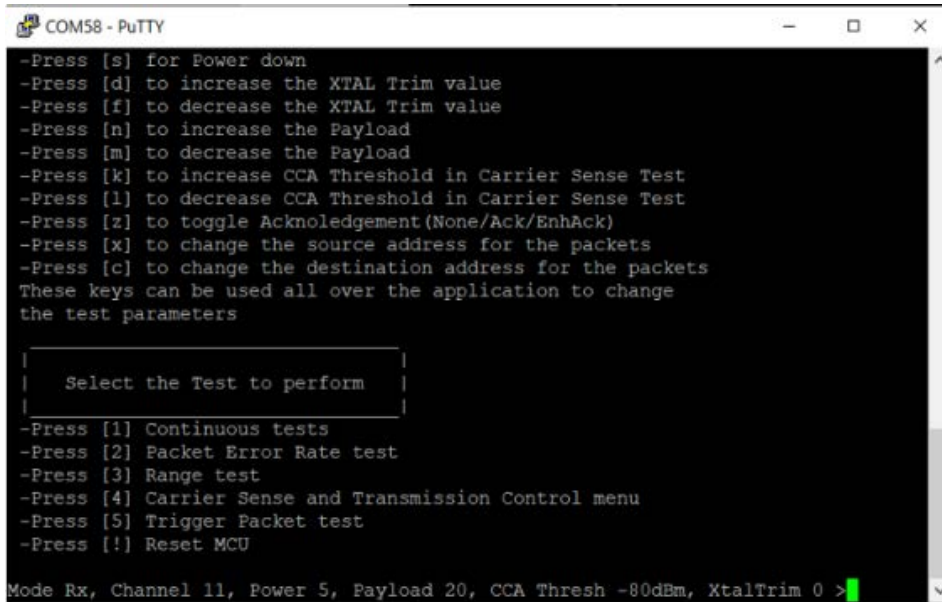 COM58 - PuTTY
-Press [s] for Power down
-Press [d] to increase the XTAL Trim value
-Press [f] to decrease the XTAL Trim value
-Press [n] to increase the Payload
-Press [m] to decrease the Payload
-Press [k] to increase CCA Threshold in Carrier Sense Test
-Press [l] to decrease CCA Threshold in Carrier Sense Test
-Press [z] to toggle Acknoledgement(None/Ack/EnhAck)
-Press [x] to change the source address for the packets
-Press [c] to change the destination address for the packets
These keys can be used all over the application to change
the test parameters
Select the Test to perform
-Press [1] Continuous tests
-Press [2] Packet Error Rate test
-Press [3] Range test
-Press [4] Carrier Sense and Transmission Control menu
-Press [5] Trigger Packet test
-Press [!] Reset MCU
Mode Rx, Channel 11, Power 5, Payload 20, CCA Thresh -80dBm, XtalTrim 0 >